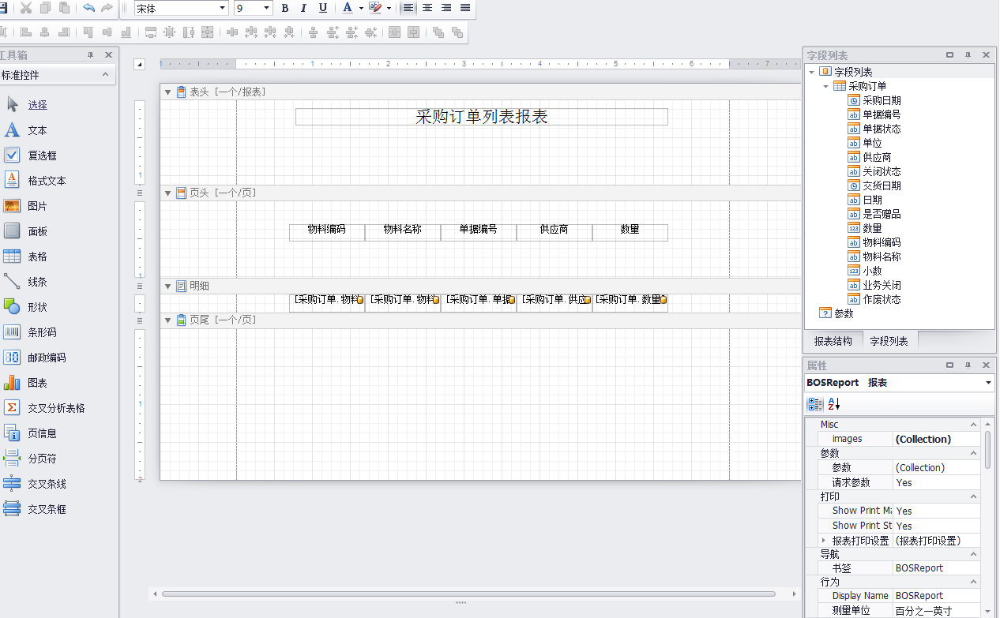 宋体 9 B I U A
工具箱
标准控件
选择
文本
复选框
格式文本
图片
面板
表格
线条
形状
条形码
邮政编码
图表
交叉分析表格
页信息
分页符
交叉条线
交叉条框
1 1 2 3 4 5 6 7
表头 [一个/报表]
采购订单列表报表
1
页头 [一个/页]
物料编码 物料名称 单据编号 供应商 数量
1
明细
[采购订单.物料 [采购订单.物料 [采购订单.单据 [采购订单.供应 [采购订单.数量
页尾 [一个/页]
1
2
字段列表
字段列表
采购订单
采购日期
单据编号
单据状态
单位
供应商
关闭状态
交货日期
日期
是否赠品
数量
物料编码
物料名称
小数
业务关闭
作废状态
参数
报表结构 字段列表
属性
BOSReport 报表
Misc
images (Collection)
参数
参数 (Collection)
请求参数 Yes
打印
Show Print Ma Yes
Show Print St Yes
报表打印设置 (报表打印设置)
导航
书签 BOSReport
行为
Display Name BOSReport
测量单位 百分之一英寸